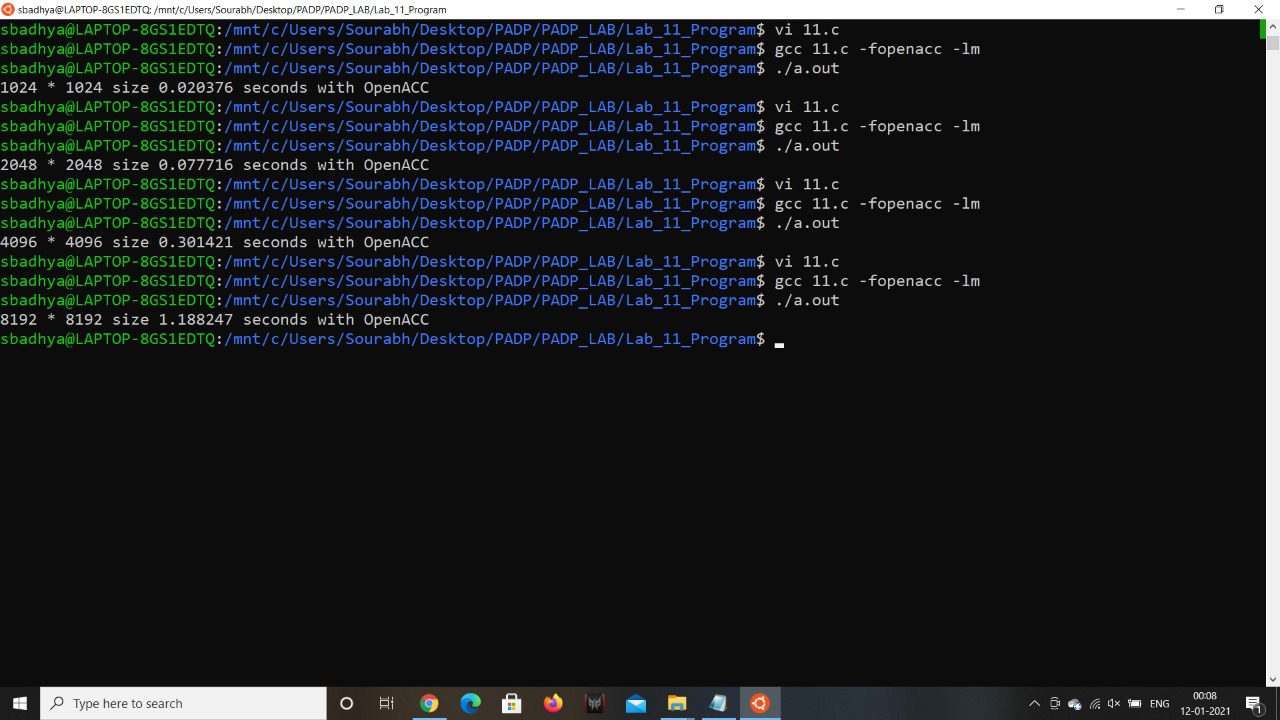 sbadhya@LAPTOP-8GS1EDTQ: /mnt/c/Users/Sourabh/Desktop/PADP/PADP_LAB/Lab_11_Program
sbadhya@LAPTOP-8GS1EDTQ:/mnt/c/Users/Sourabh/Desktop/PADP/PADP_LAB/Lab_11_Program$ vi 11.c
sbadhya@LAPTOP-8GS1EDTQ:/mnt/c/Users/Sourabh/Desktop/PADP/PADP_LAB/Lab_11_Program$ gcc 11.c -fopenacc -lm
sbadhya@LAPTOP-8GS1EDTQ:/mnt/c/Users/Sourabh/Desktop/PADP/PADP_LAB/Lab_11_Program$ ./a.out
1024 * 1024 size 0.020376 seconds with OpenACC
sbadhya@LAPTOP-8GS1EDTQ:/mnt/c/Users/Sourabh/Desktop/PADP/PADP_LAB/Lab_11_Program$ vi 11.c
sbadhya@LAPTOP-8GS1EDTQ:/mnt/c/Users/Sourabh/Desktop/PADP/PADP_LAB/Lab_11_Program$ gcc 11.c -fopenacc -lm
sbadhya@LAPTOP-8GS1EDTQ:/mnt/c/Users/Sourabh/Desktop/PADP/PADP_LAB/Lab_11_Program$ ./a.out
2048 * 2048 size 0.077716 seconds with OpenACC
sbadhya@LAPTOP-8GS1EDTQ:/mnt/c/Users/Sourabh/Desktop/PADP/PADP_LAB/Lab_11_Program$ vi 11.c
sbadhya@LAPTOP-8GS1EDTQ:/mnt/c/Users/Sourabh/Desktop/PADP/PADP_LAB/Lab_11_Program$ gcc 11.c -fopenacc -lm
sbadhya@LAPTOP-8GS1EDTQ:/mnt/c/Users/Sourabh/Desktop/PADP/PADP_LAB/Lab_11_Program$ ./a.out
4096 * 4096 size 0.301421 seconds with OpenACC
sbadhya@LAPTOP-8GS1EDTQ:/mnt/c/Users/Sourabh/Desktop/PADP/PADP_LAB/Lab_11_Program$ vi 11.c
sbadhya@LAPTOP-8GS1EDTQ:/mnt/c/Users/Sourabh/Desktop/PADP/PADP_LAB/Lab_11_Program$ gcc 11.c -fopenacc -lm
sbadhya@LAPTOP-8GS1EDTQ:/mnt/c/Users/Sourabh/Desktop/PADP/PADP_LAB/Lab_11_Program$ ./a.out
8192 * 8192 size 1.188247 seconds with OpenACC
sbadhya@LAPTOP-8GS1EDTQ:/mnt/c/Users/Sourabh/Desktop/PADP/PADP_LAB/Lab_11_Program$
Type here to search
ENG
00:08
12-01-2021
1